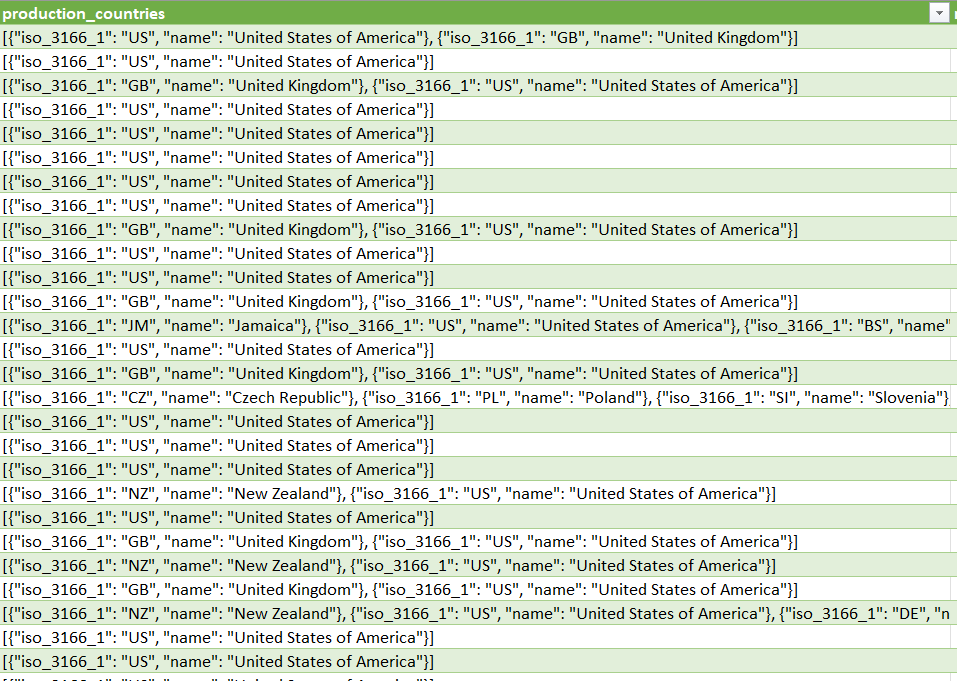 production_countries
[{"iso_3166_1": "US", "name": "United States of America"}, {"iso_3166_1": "GB", "name": "United Kingdom"}]
[{"iso_3166_1": "US", "name": "United States of America"}]
[{"iso_3166_1": "GB", "name": "United Kingdom"}, {"iso_3166_1": "US", "name": "United States of America"}]
[{"iso_3166_1": "US", "name": "United States of America"}]
[{"iso_3166_1": "US", "name": "United States of America"}]
[{"iso_3166_1": "US", "name": "United States of America"}]
[{"iso_3166_1": "US", "name": "United States of America"}]
[{"iso_3166_1": "US", "name": "United States of America"}]
[{"iso_3166_1": "GB", "name": "United Kingdom"}, {"iso_3166_1": "US", "name": "United States of America"}]
[{"iso_3166_1": "US", "name": "United States of America"}]
[{"iso_3166_1": "US", "name": "United States of America"}]
[{"iso_3166_1": "GB", "name": "United Kingdom"}, {"iso_3166_1": "US", "name": "United States of America"}]
[{"iso_3166_1": "JM", "name": "Jamaica"}, {"iso_3166_1": "US", "name": "United States of America"}, {"iso_3166_1": "BS", "name"
[{"iso_3166_1": "US", "name": "United States of America"}]
[{"iso_3166_1": "GB", "name": "United Kingdom"}, {"iso_3166_1": "US", "name": "United States of America"}]
[{"iso_3166_1": "CZ", "name": "Czech Republic"}, {"iso_3166_1": "PL", "name": "Poland"}, {"iso_3166_1": "SI", "name": "Slovenia"}
[{"iso_3166_1": "US", "name": "United States of America"}]
[{"iso_3166_1": "US", "name": "United States of America"}]
[{"iso_3166_1": "US", "name": "United States of America"}]
[{"iso_3166_1": "NZ", "name": "New Zealand"}, {"iso_3166_1": "US", "name": "United States of America"}]
[{"iso_3166_1": "US", "name": "United States of America"}]
[{"iso_3166_1": "GB", "name": "United Kingdom"}, {"iso_3166_1": "US", "name": "United States of America"}]
[{"iso_3166_1": "NZ", "name": "New Zealand"}, {"iso_3166_1": "US", "name": "United States of America"}]
[{"iso_3166_1": "GB", "name": "United Kingdom"}, {"iso_3166_1": "US", "name": "United States of America"}]
[{"iso_3166_1": "NZ", "name": "New Zealand"}, {"iso_3166_1": "US", "name": "United States of America"}, {"iso_3166_1": "DE", "n
[{"iso_3166_1": "US", "name": "United States of America"}]
[{"iso_3166_1": "US", "name": "United States of America"}]